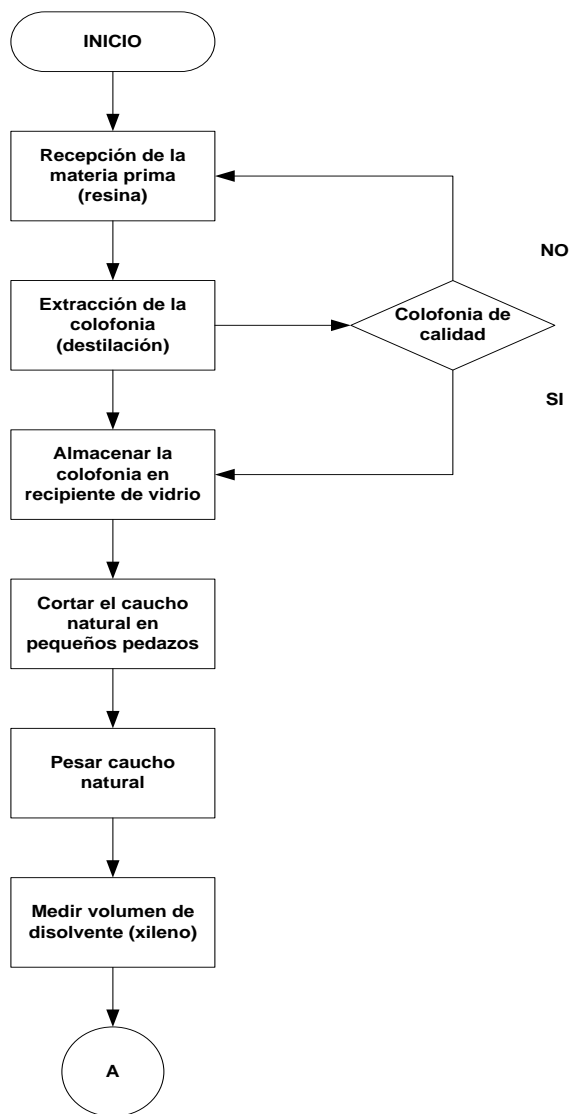 INICIO
Recepción de la
materia prima
(resina)
NO
Extracción de la
colofonia
(destilación)
Colofonia de
calidad
SI
Almacenar la
colofonia en
recipiente de vidrio
Cortar el caucho
natural en
pequeños pedazos
Pesar caucho
natural
Medir volumen de
disolvente (xileno)
A